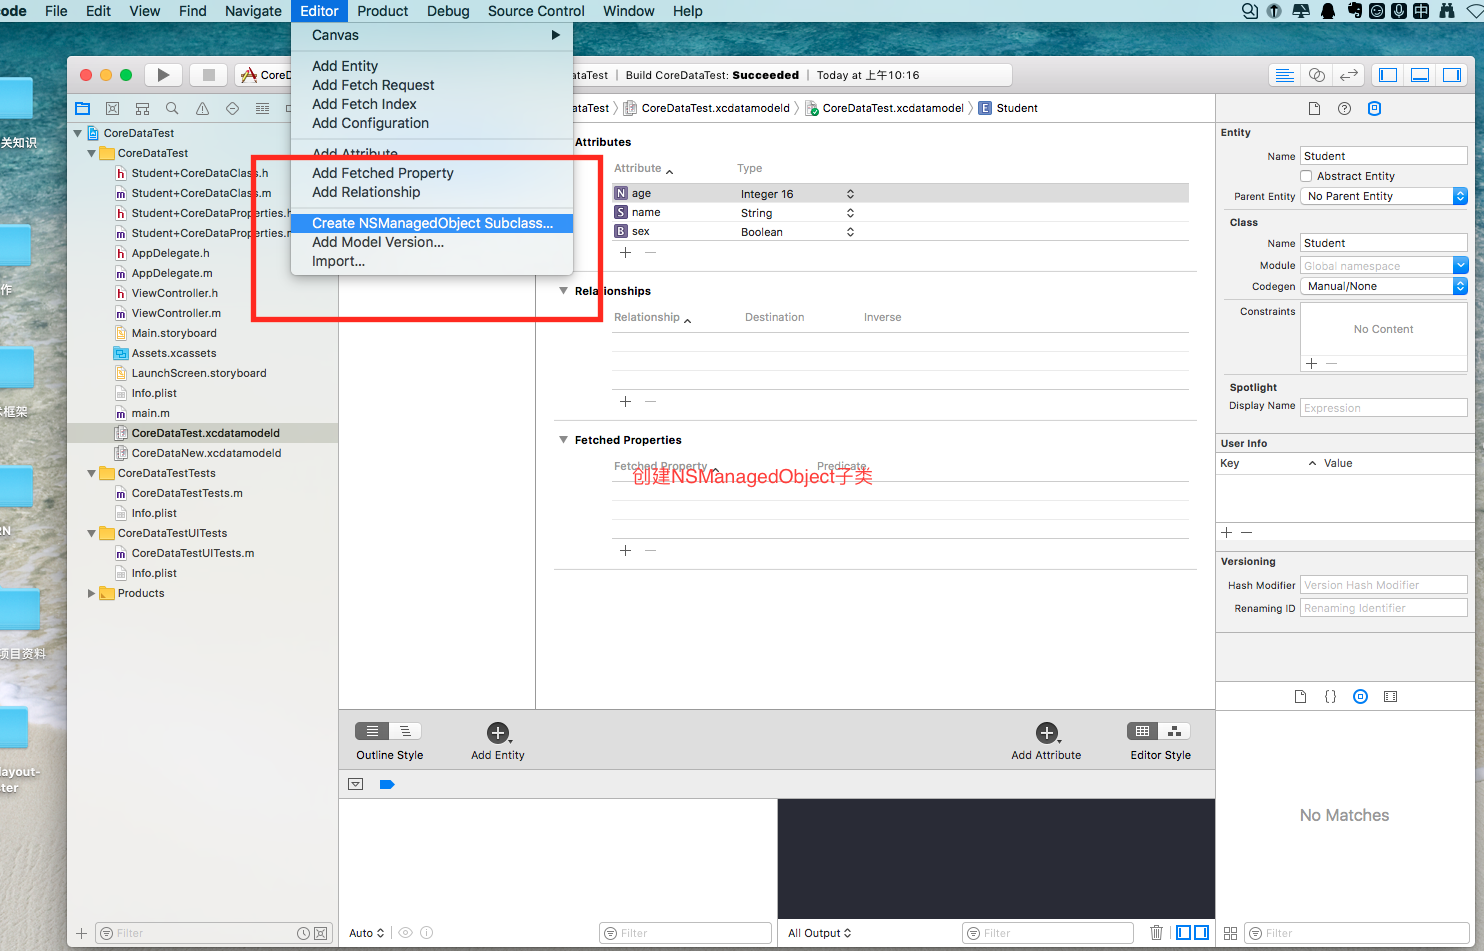 code File Edit View Find Navigate Editor Product Debug Source Control Window Help
Canvas
Add Entity
Add Fetch Request
Add Fetch Index
Add Configuration
Add Attribute
Add Fetched Property
Add Relationship
Create NSManagedObject Subclass...
Add Model Version...
Import...
CoreD
ataTest | Build CoreDataTest: Succeeded | Today at 上午10:16
ataTest CoreDataTest.xcdatamodeld CoreDataTest.xcdatamodel E Student
关知识
作
框架
RN
项目资料
layout-
ster
CoreDataTest
CoreDataTest
h Student+CoreDataClass.h
m Student+CoreDataClass.m
h Student+CoreDataProperties.h
m Student+CoreDataProperties.m
h AppDelegate.h
m AppDelegate.m
h ViewController.h
m ViewController.m
Main.storyboard
Assets.xcassets
LaunchScreen.storyboard
Info.plist
m main.m
CoreDataTest.xcdatamodeld
CoreDataNew.xcdatamodeld
CoreDataTestTests
m CoreDataTestTests.m
Info.plist
CoreDataTestUITests
m CoreDataTestUITests.m
Info.plist
Products
Filter
Attributes
Attribute Type
N age Integer 16
S name String
B sex Boolean
Relationships
Relationship Destination Inverse
Fetched Properties
Fetched Property Predicate
创建NSManagedObject子类
Outline Style Add Entity Add Attribute Editor Style
Auto Filter All Output Filter
Entity
Name Student
Abstract Entity
Parent Entity No Parent Entity
Class
Name Student
Module Global namespace
Codegen Manual/None
Constraints
No Content
Spotlight
Display Name Expression
User Info
Key Value
Versioning
Hash Modifier Version Hash Modifier
Renaming ID Renaming Identifier
{}
No Matches
Filter